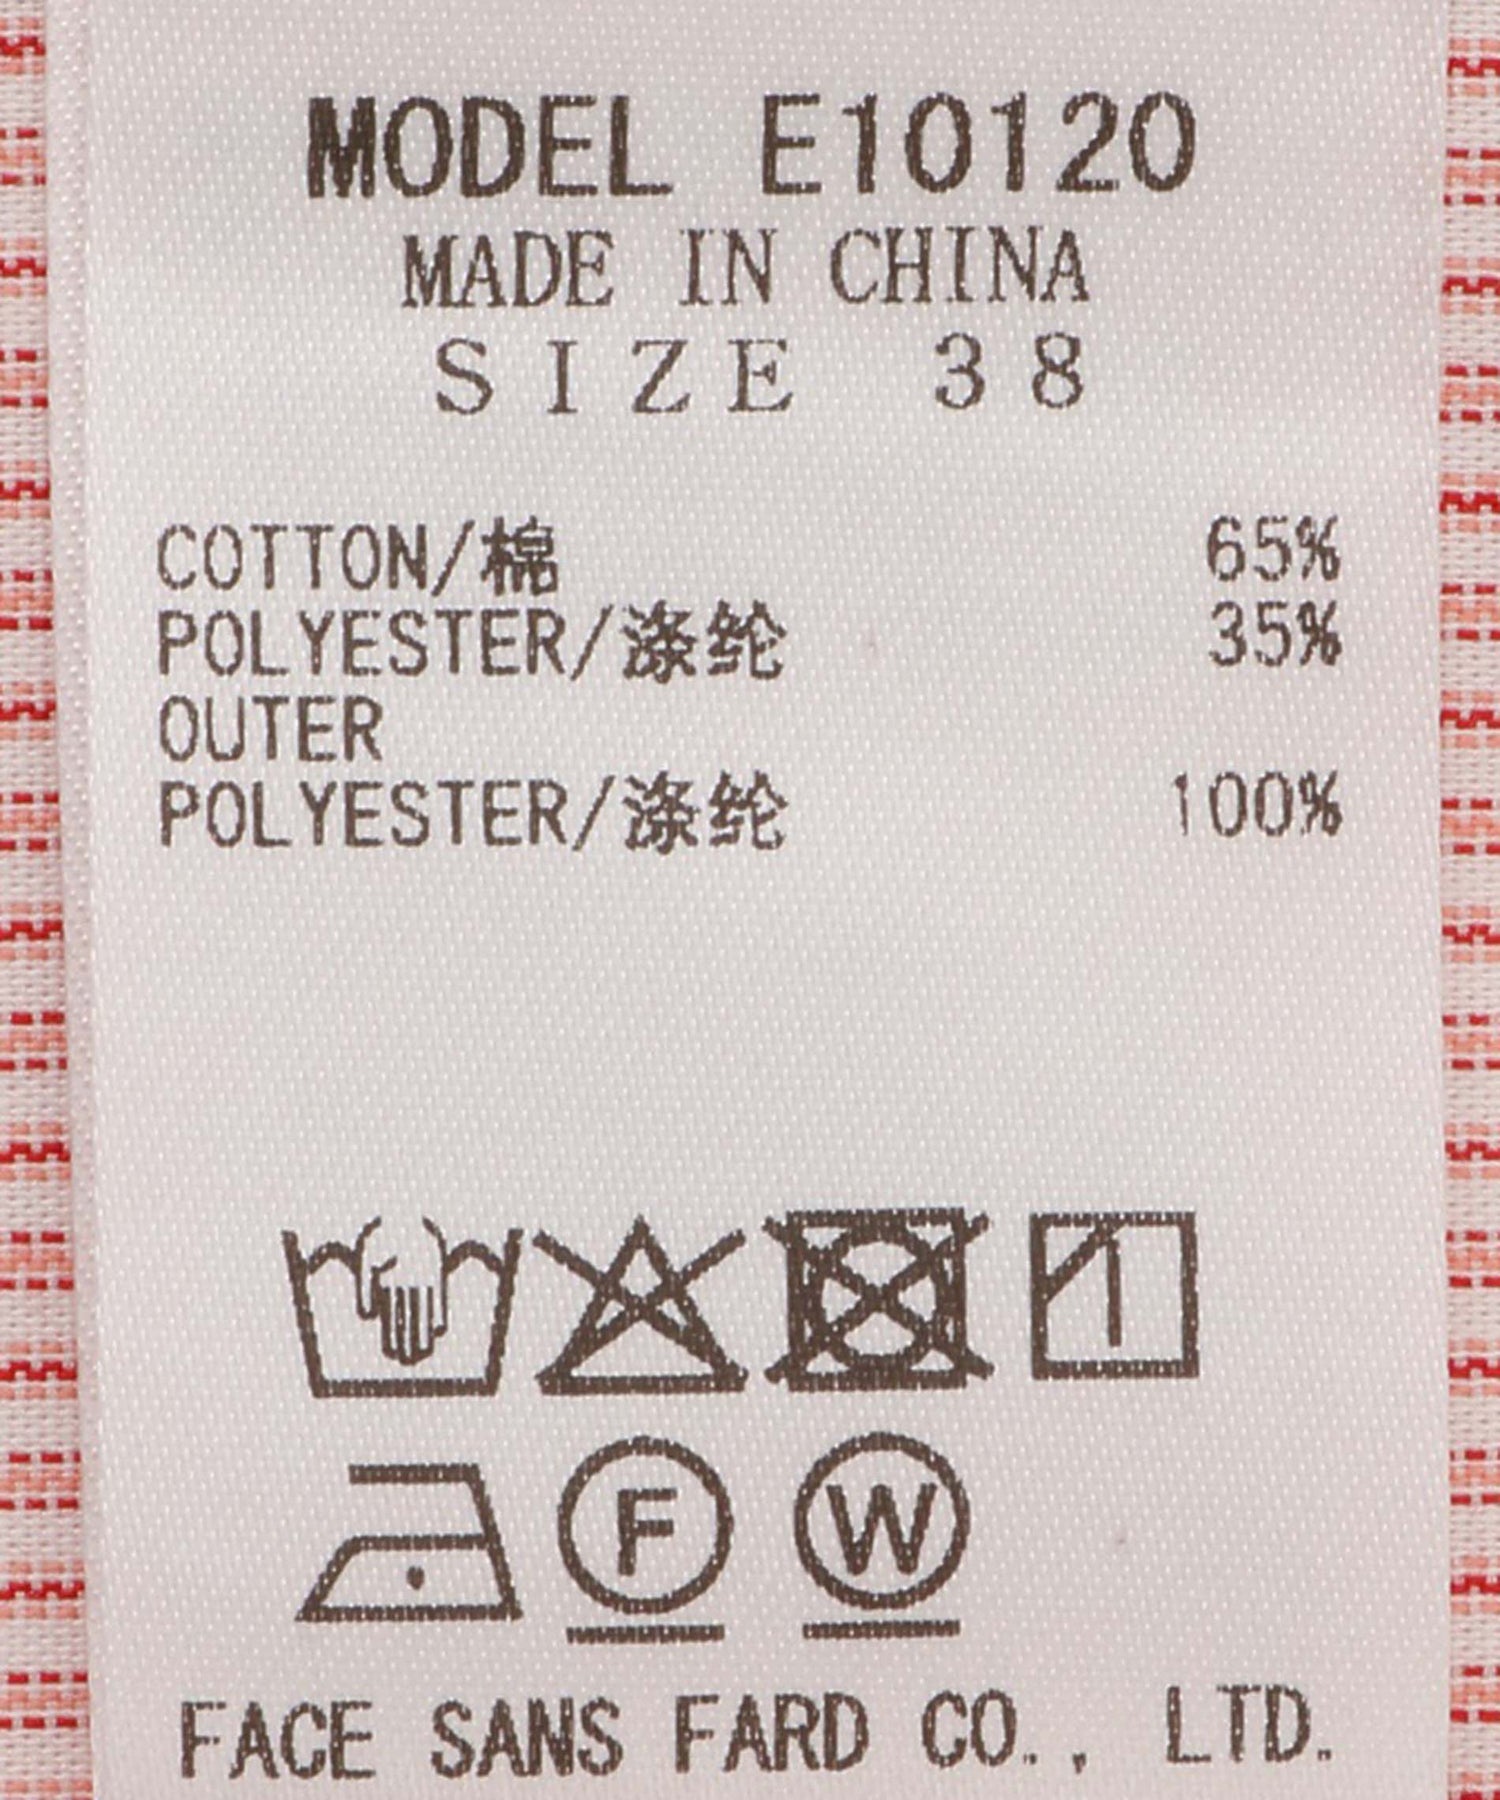 MODEL E10120
MADE IN CHINA
SIZE 38
COTTON/棉 65%
POLYESTER/涤纶 35%
OUTER
POLYESTER/涤纶 100%
F W
FACE SANS FARD CO., LTD.